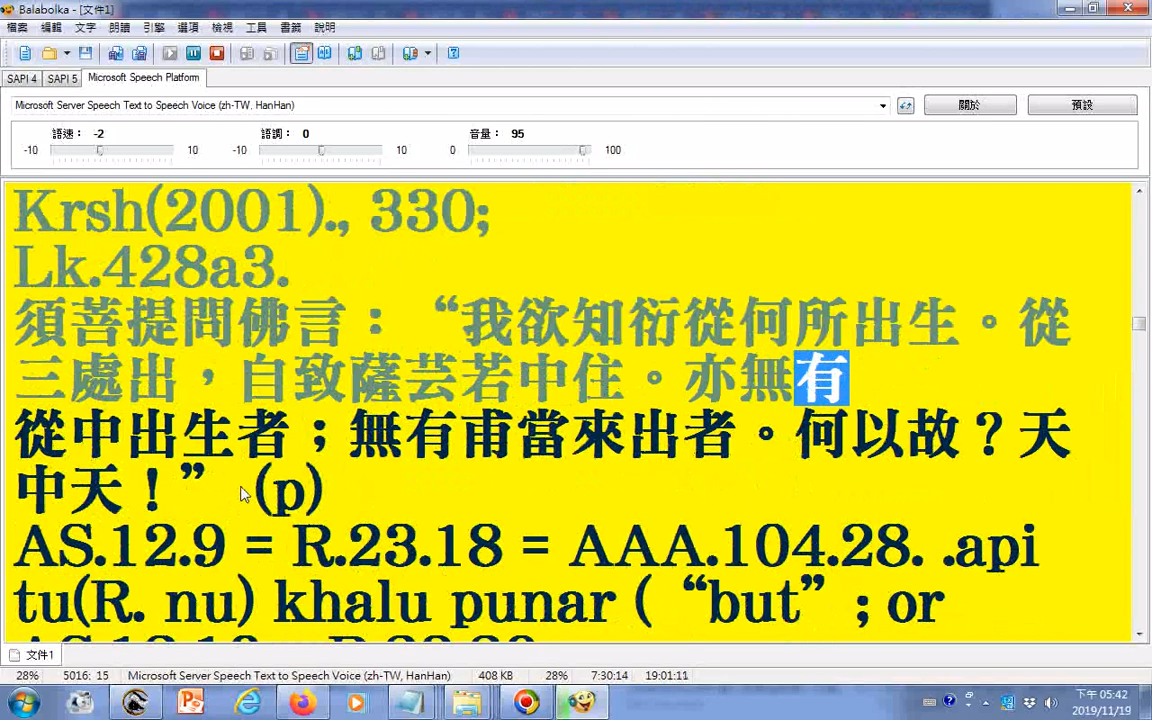 Balabolka - [文件1]
檔案 編輯 文字 朗讀 引擎 選項 檢視 工具 書籤 說明
SAPI 4 SAPI 5 Microsoft Speech Platform
Microsoft Server Speech Text to Speech Voice (zh-TW, HanHan) 關於 預設
語速： -2 語調： 0 音量： 95
-10 10 -10 10 0 100
Krsh(2001)., 330;
Lk.428a3.
須菩提問佛言：“我欲知衍從何所出生。從
三處出，自致薩芸若中住。亦無有
從中出生者；無有甫當來出者。何以故？天
中天！” (p)
AS.12.9 = R.23.18 = AAA.104.28. .api
tu(R. nu) khalu punar (“but”; or
文件1
28% 5016: 15 Microsoft Server Speech Text to Speech Voice (zh-TW, HanHan) 408 KB 28% 7:30:14 19:01:11
下午 05:42
2019/11/19